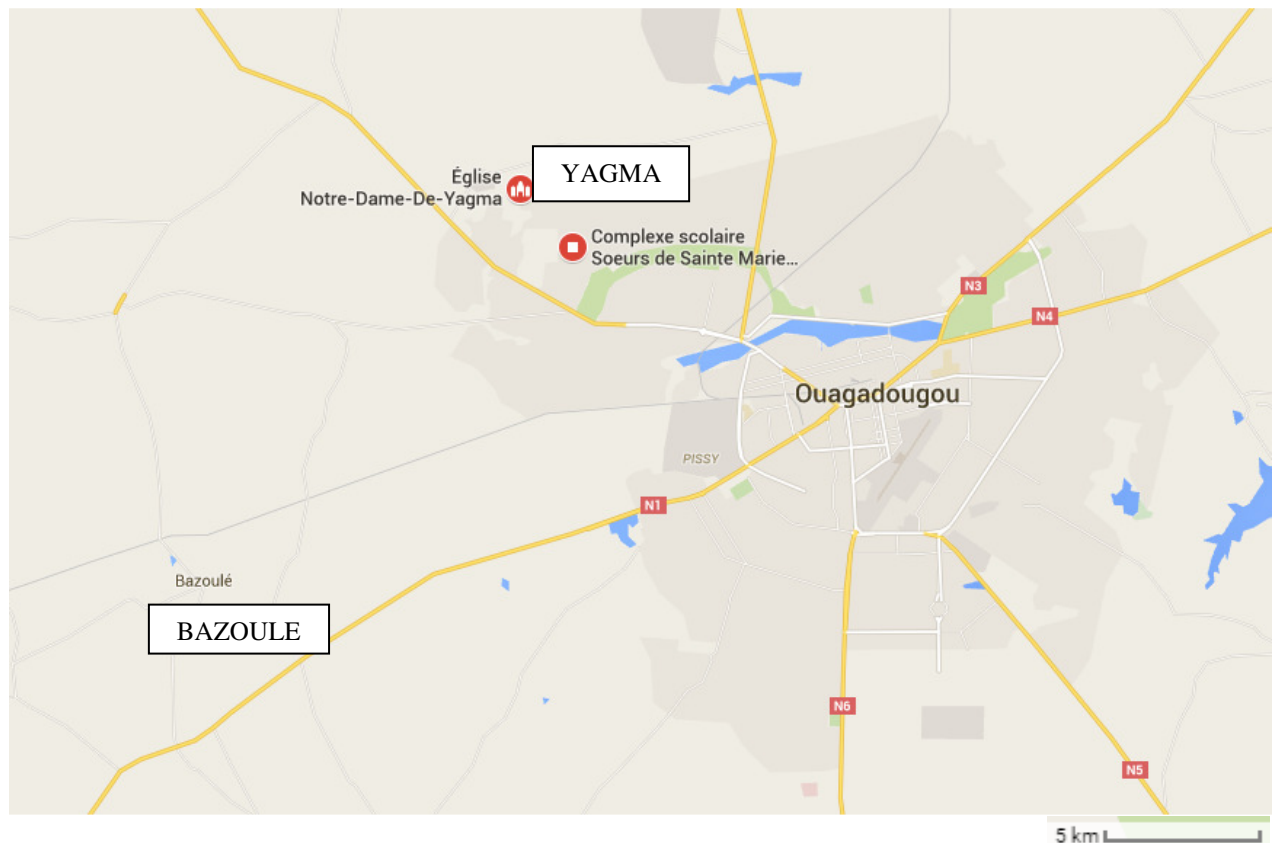 Église
Notre-Dame-De-Yagma
YAGMA
Complexe scolaire
Soeurs de Sainte Marie...
N3
N4
Ouagadougou
PISSY
N1
Bazoulé
BAZOULE
N6
N5
5 km